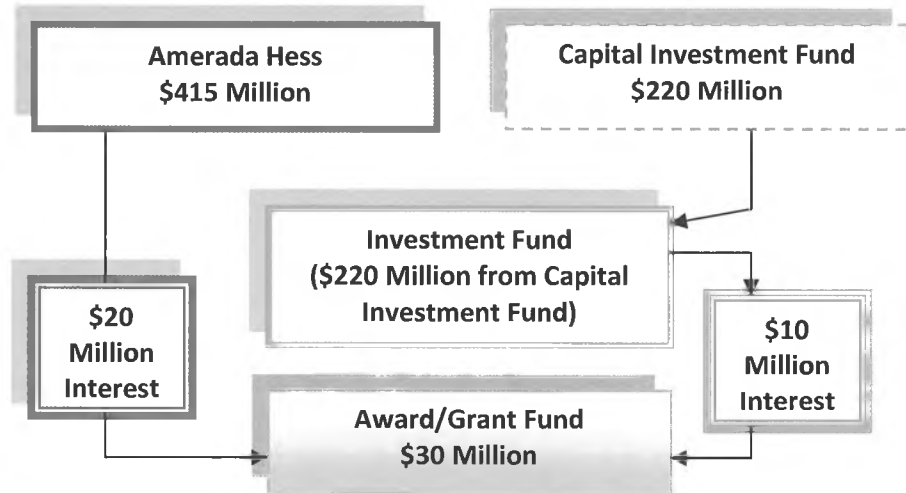 Amerada Hess
$415 Million
Capital Investment Fund
$220 Million
Investment Fund
($220 Million from Capital
Investment Fund)
$20
Million
Interest
$10
Million
Interest
Award/Grant Fund
$30 Million